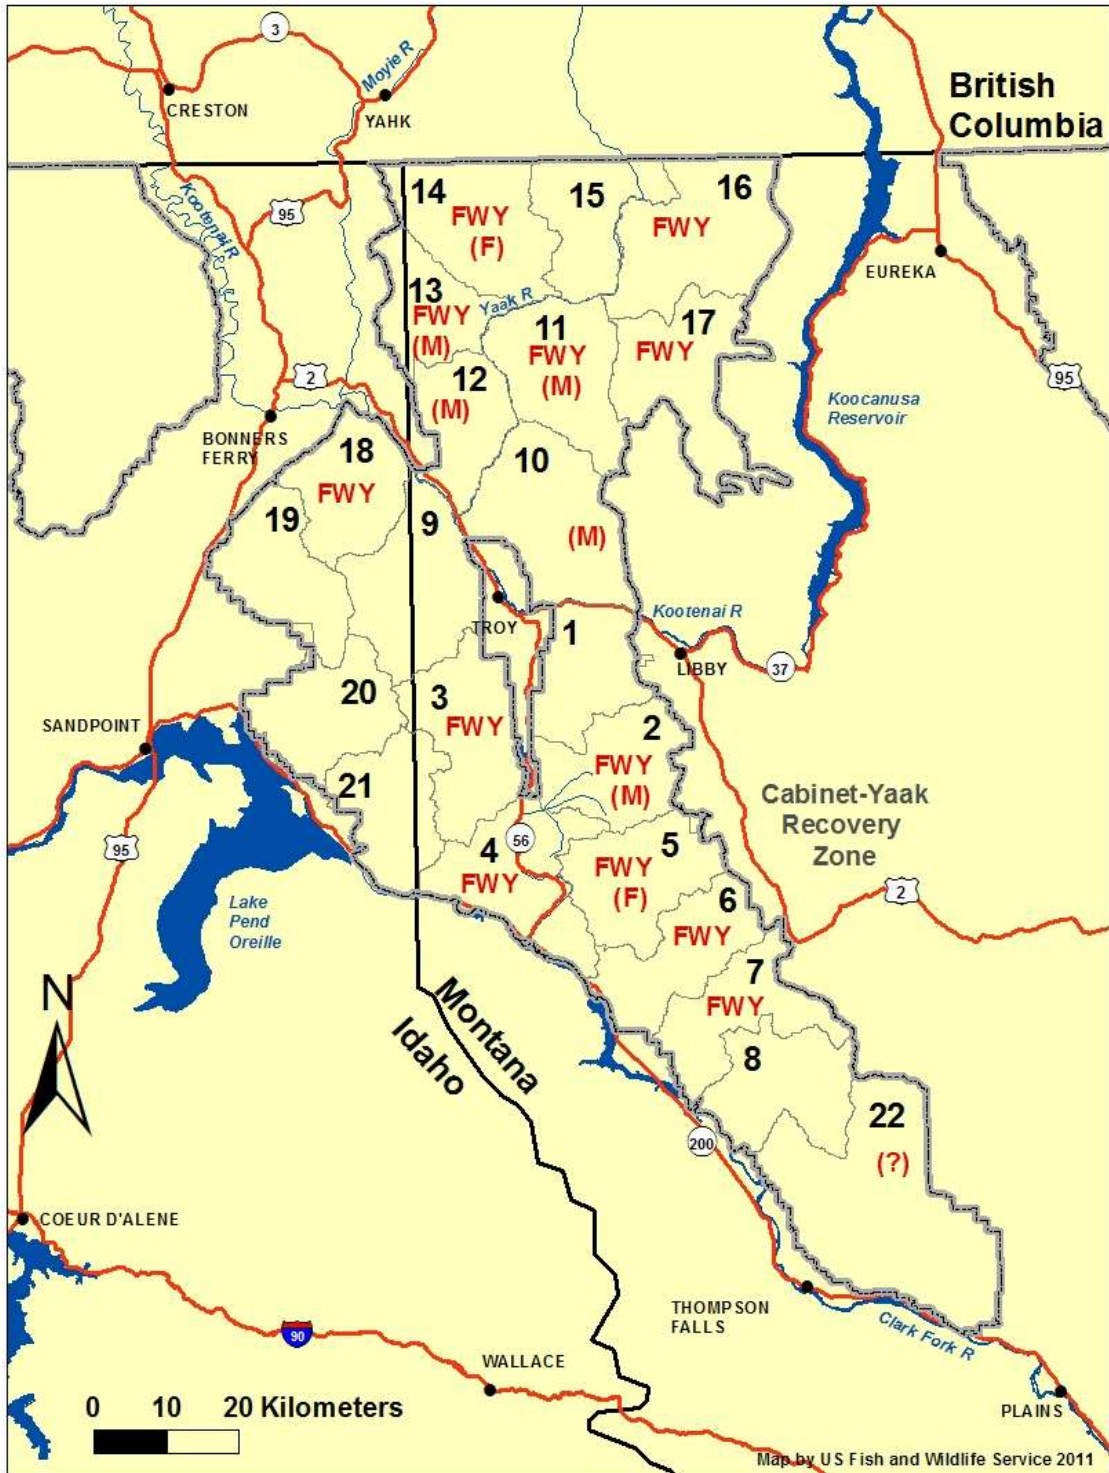 3
Moyie R
CRESTON
YAHK
British
Columbia
Kootenai R
95
14
FWY
(F)
15
16
FWY
EUREKA
13
FWY
(M)
Yaak R
11
FWY
(M)
17
FWY
12
(M)
2
95
Koocanusa
Reservoir
BONNERS
FERRY
18
FWY
10
(M)
19
9
TROY
1
Kootenai R
LIBBY
37
20
3
FWY
2
FWY
(M)
SANDPOINT
21
95
56
4
FWY
5
FWY
(F)
Cabinet-Yaak
Recovery
Zone
2
6
FWY
Lake
Pend
Oreille
7
FWY
N
Montana
Idaho
8
22
(?)
200
COEUR D'ALENE
THOMPSON
FALLS
Clark Fork R
90
WALLACE
PLAINS
0 10 20 Kilometers
Map by US Fish and Wildlife Service 2011